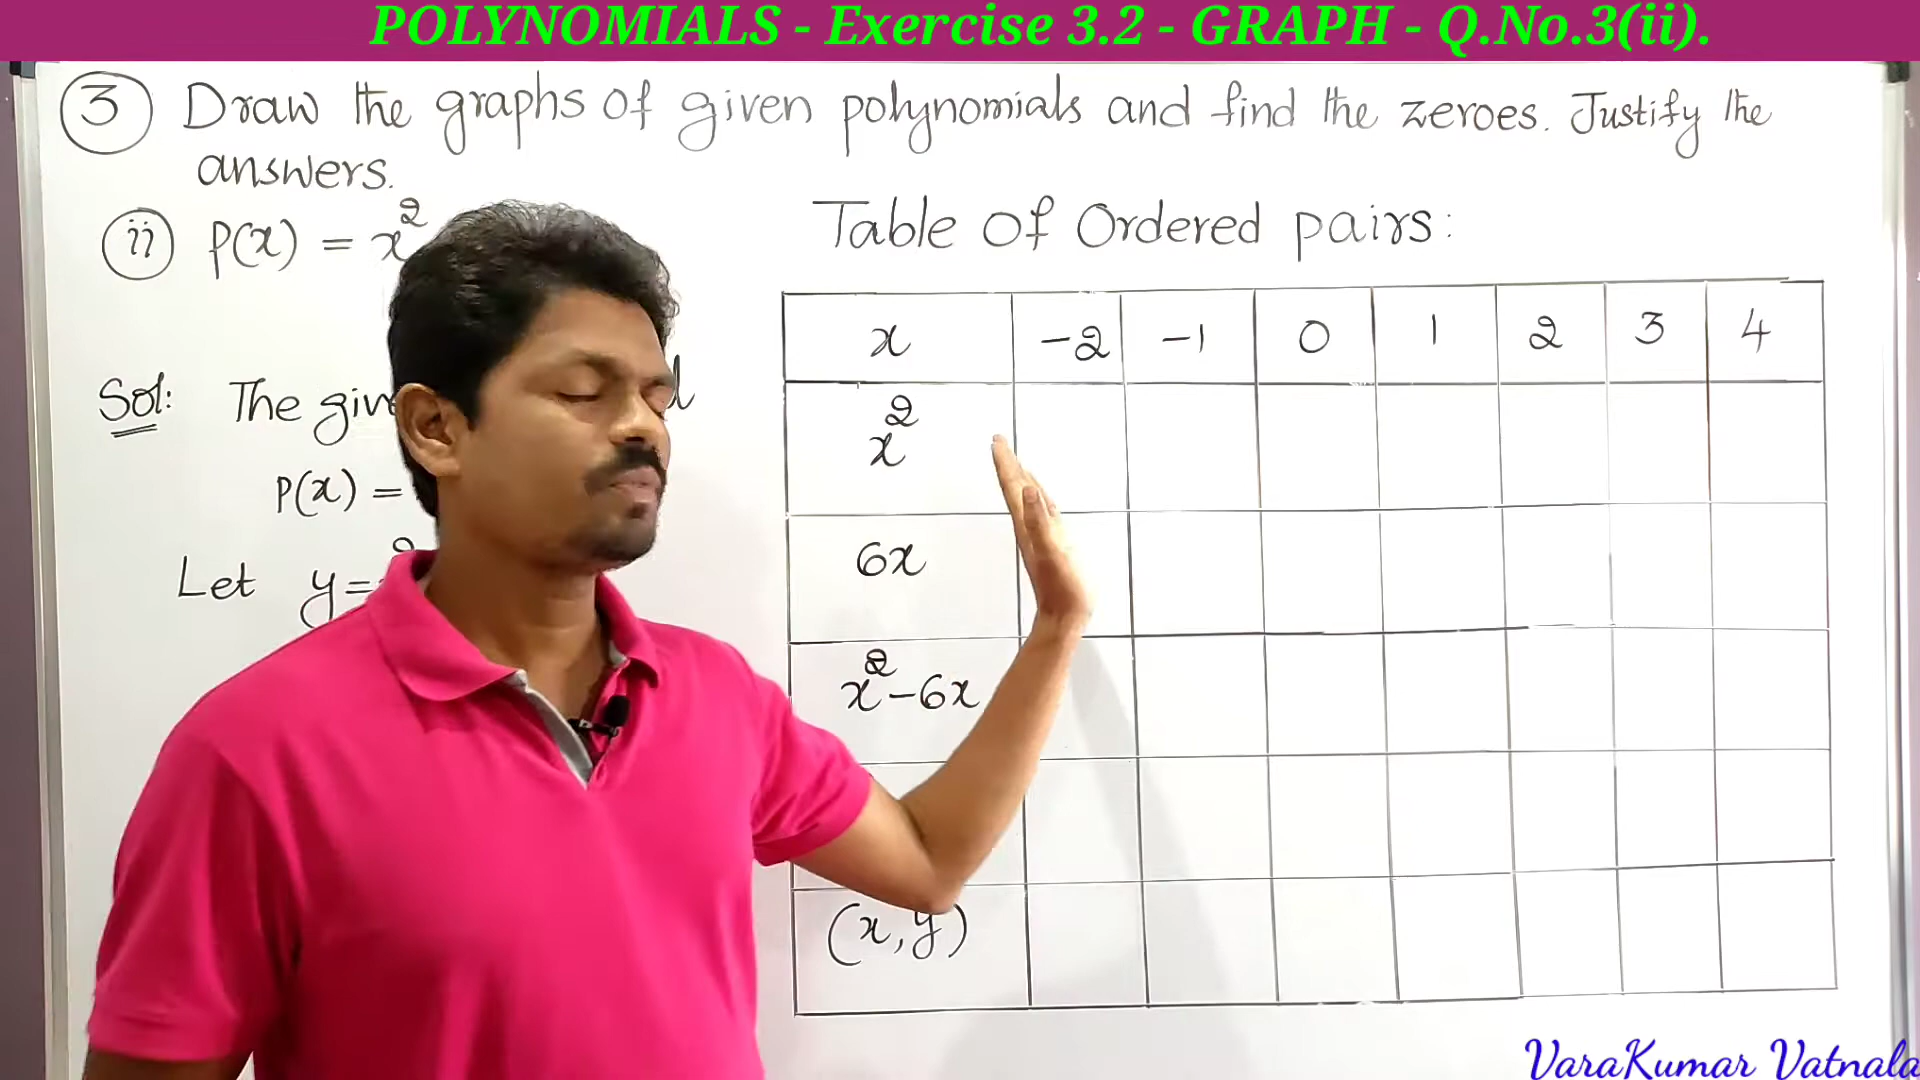 POLYNOMIALS - Exercise 3.2 - GRAPH - Q.No.3(ii).
3 Draw the graphs of given polynomials and find the zeroes. Justify the
answers.
ii P(x) = x²
Table of Ordered pairs:
x -2 -1 0 1 2 3 4
Sol: The
x²
P(x) =
6x
Let y =
x²-6x
(x, y)
VaraKumar Vatnala